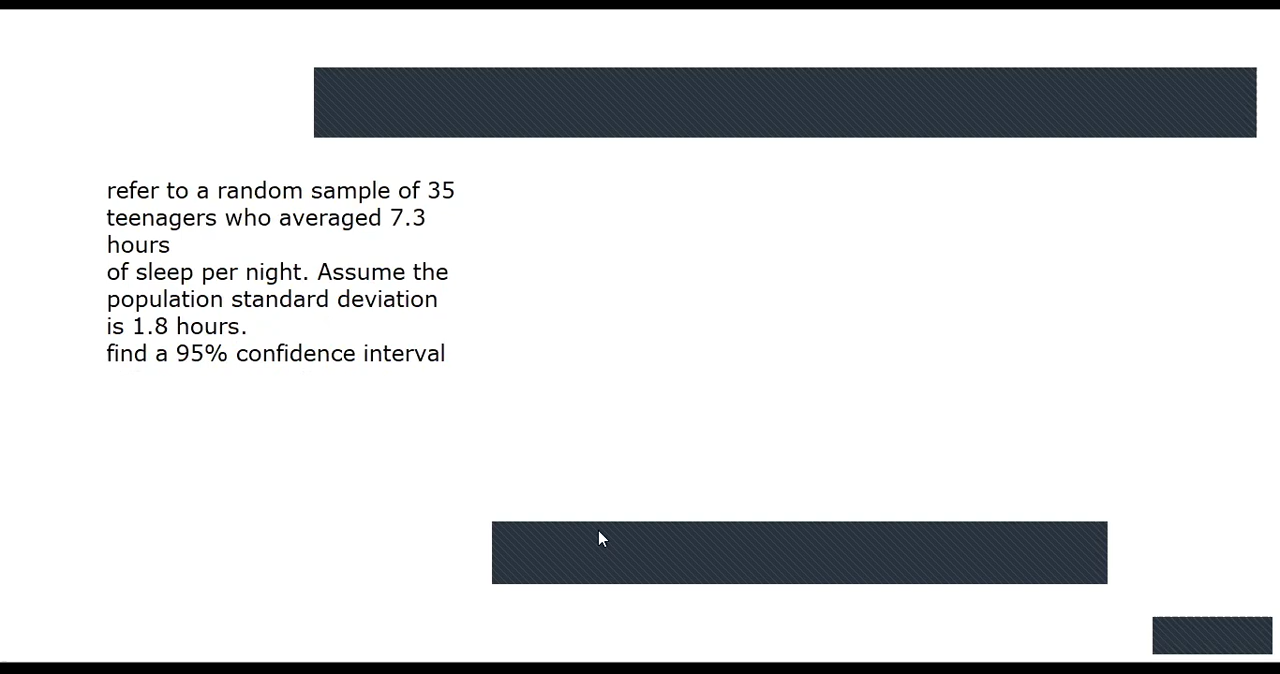 refer to a random sample of 35
teenagers who averaged 7.3
hours
of sleep per night. Assume the
population standard deviation
is 1.8 hours.
find a 95% confidence interval